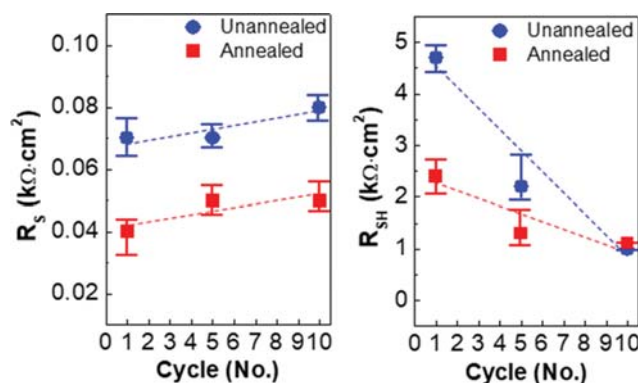 Unannealed
Annealed
0.10
0.08
0.06
0.04
0.02
R_S (kΩ·cm²)
0 1 2 3 4 5 6 7 8 9 10
Cycle (No.)
Unannealed
Annealed
5
4
3
2
1
0
R_SH (kΩ·cm²)
0 1 2 3 4 5 6 7 8 9 10
Cycle (No.)